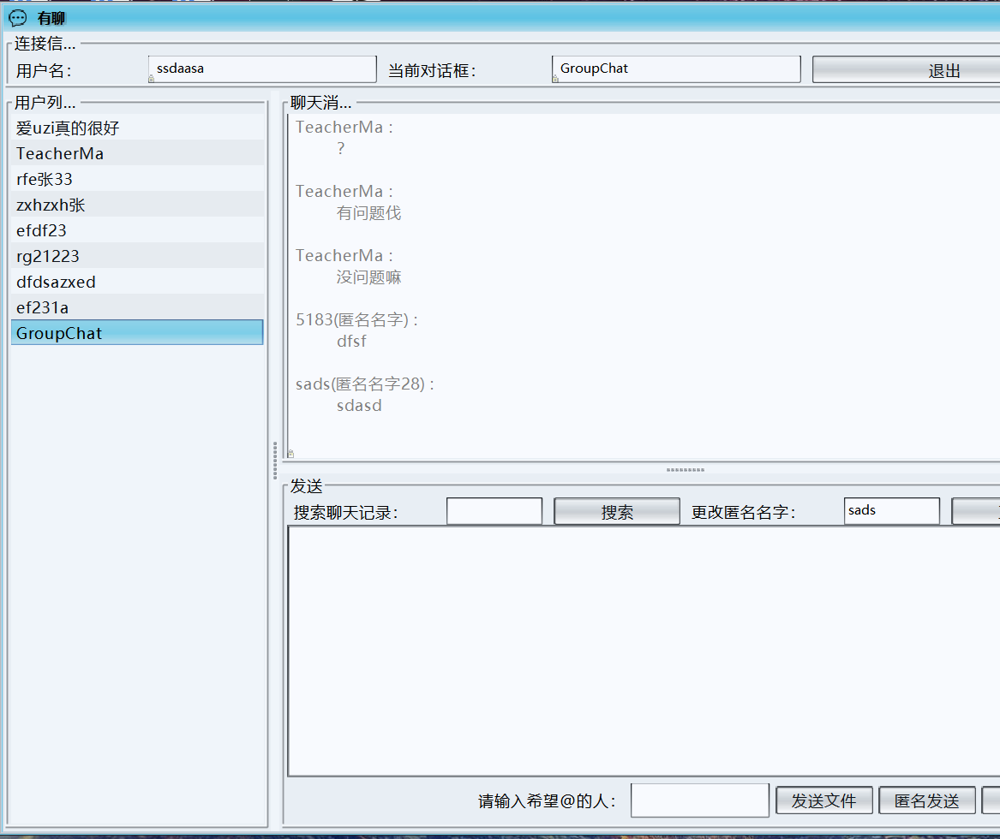 有聊
连接信...
用户名： ssdaasa 当前对话框： GroupChat 退出
用户列...
爱uzi真的很好
TeacherMa
rfe张33
zxhzxh张
efdf23
rg21223
dfdsazxed
ef231a
GroupChat
聊天消...
TeacherMa :
?
TeacherMa :
有问题伐
TeacherMa :
没问题嘛
5183(匿名名字) :
dfsf
sads(匿名名字28) :
sdasd
发送
搜索聊天记录： 搜索 更改匿名名字： sads
请输入希望@的人： 发送文件 匿名发送